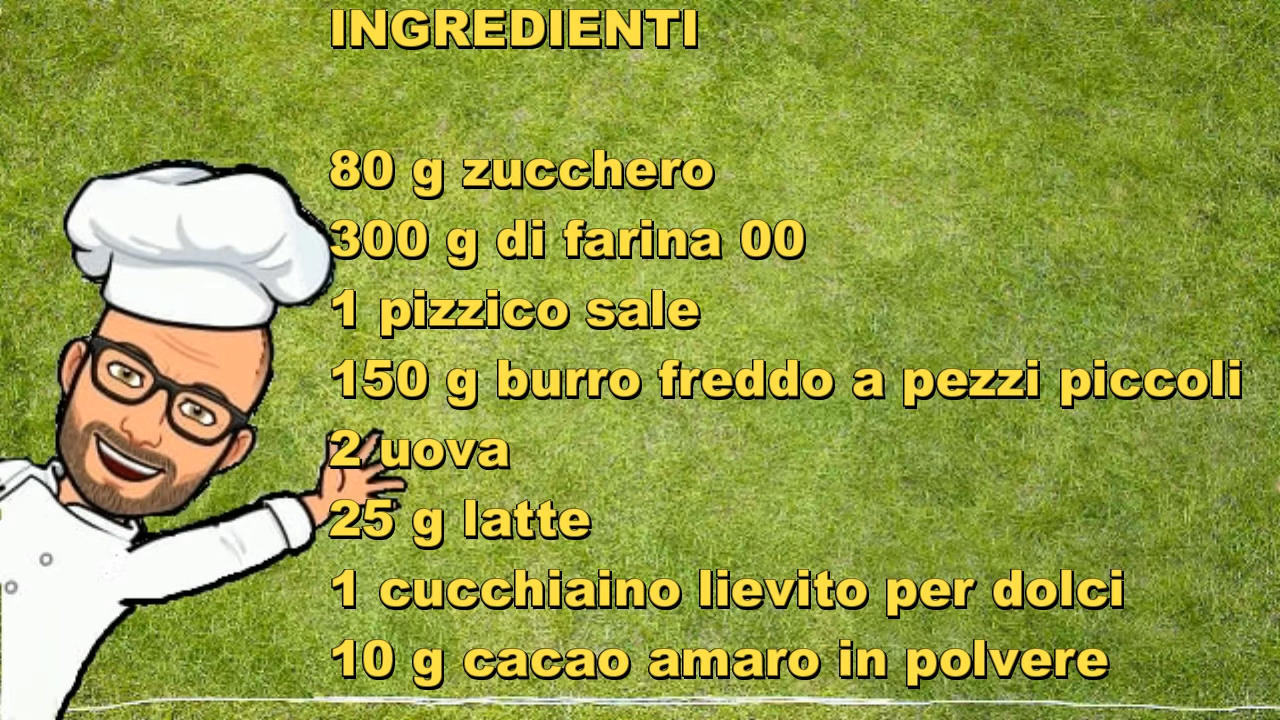 INGREDIENTI
80 g zucchero
300 g di farina 00
1 pizzico sale
150 g burro freddo a pezzi piccoli
2 uova
25 g latte
1 cucchiaino lievito per dolci
10 g cacao amaro in polvere